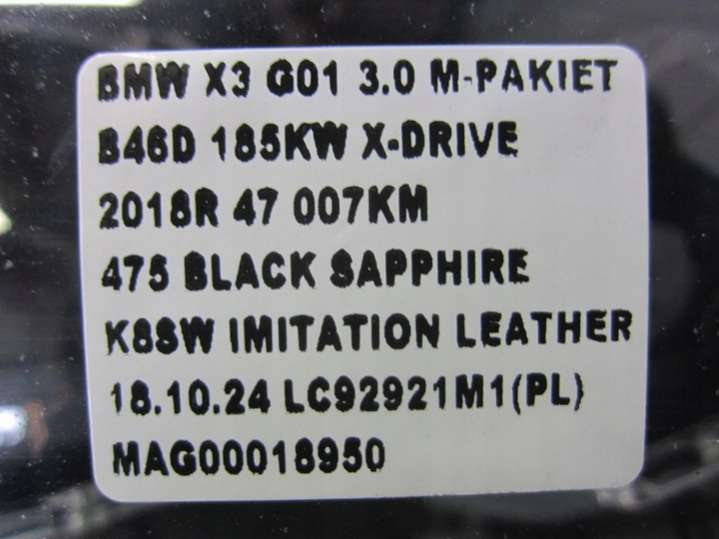 BMW X3 G01 3.0 M-PAKIET
B46D 185KW X-DRIVE
2018R 47 007KM
475 BLACK SAPPHIRE
K8SW IMITATION LEATHER
18.10.24 LC92921M1(PL)
MAG00018950